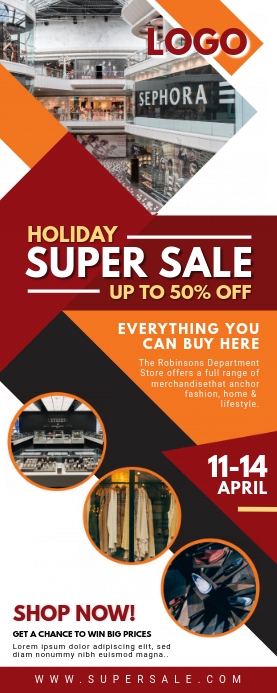 LOGO
SEPHORA
HOLIDAY
SUPER SALE
UP TO 50% OFF
EVERYTHING YOU
CAN BUY HERE
The Robinsons Department
Store offers a full range of
merchandisethat anchor
fashion, home &
lifestyle.
11-14
APRIL
SHOP NOW!
GET A CHANCE TO WIN BIG PRICES
Lorem ipsum dolor adipiscing elit, sed
diam nonummy nibh euismod magna..
WWW.SUPERSALE.COM